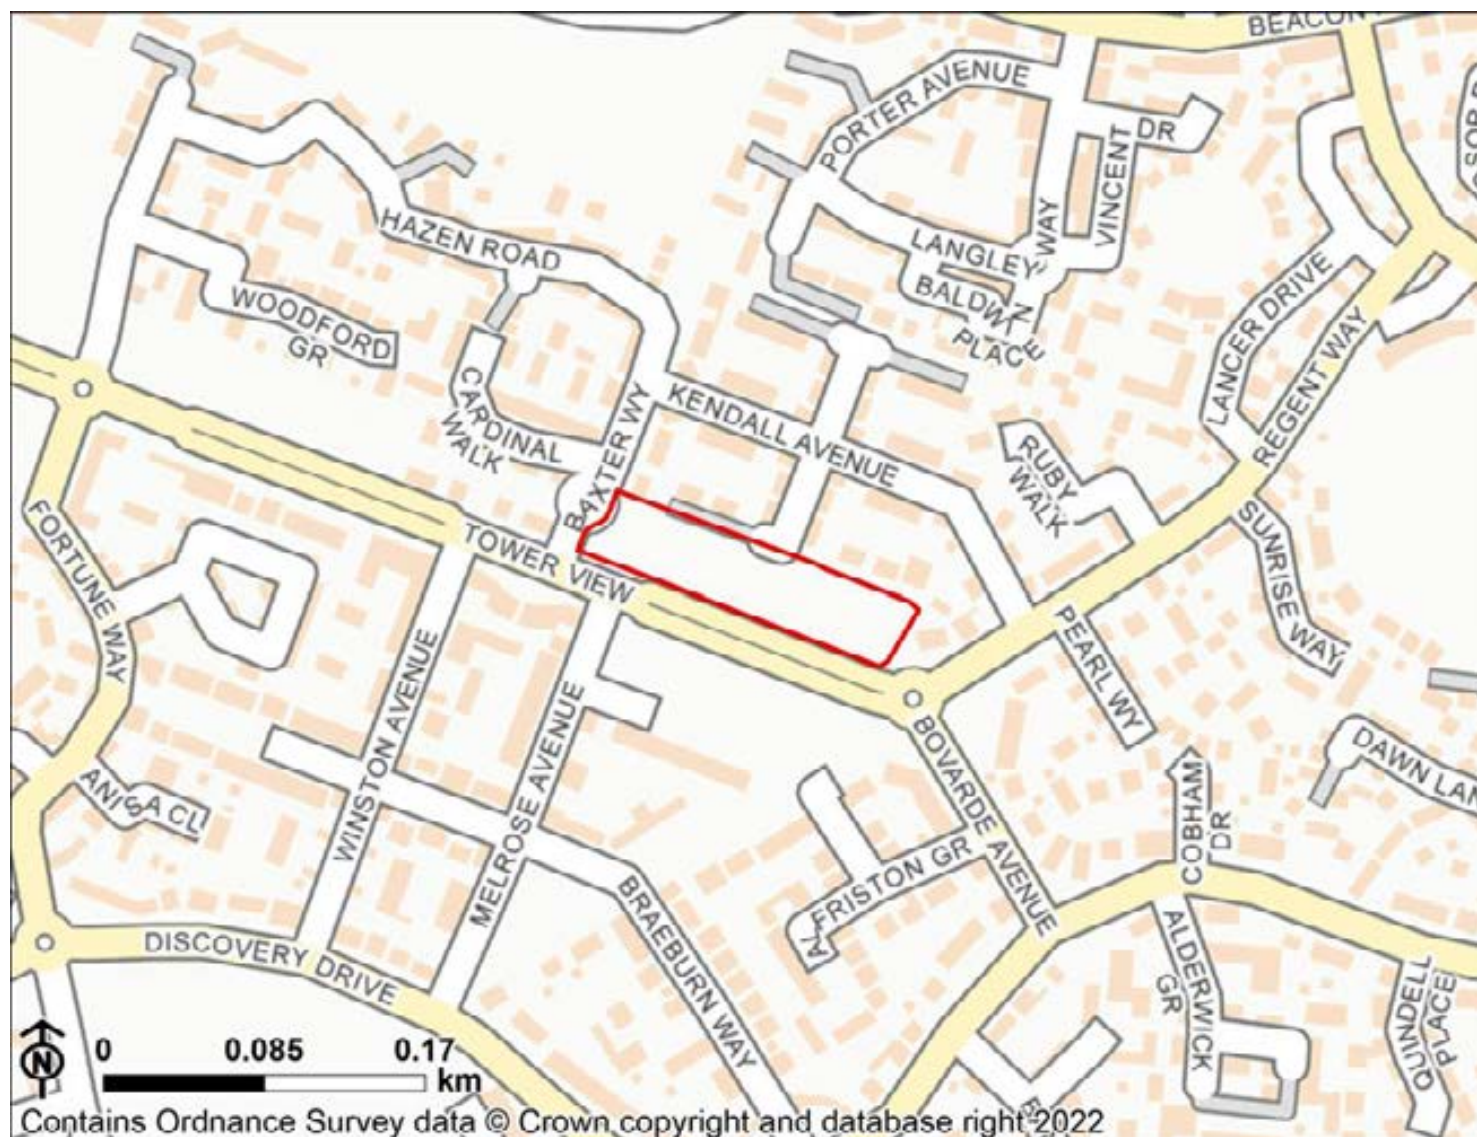 BEACON
PORTER AVENUE
DR
VINCENT
WAY
HAZEN ROAD
LANGLEY
BALDWIN
PLACE
WOODFORD
GR
LANCER DRIVE
REGENT WAY
CARDINAL
WALK
BAXTER WY
KENDALL AVENUE
RUBY
WALK
SUNRISE WAY
FORTUNE WAY
TOWER VIEW
PEARL WY
WINSTON AVENUE
MELROSE AVENUE
BOVARDE AVENUE
DAWN LAN
ANISA CL
COBHAM
DR
FRISTON GR
BRAEBURN WAY
DISCOVERY DRIVE
ALDERWICK
GR
QUINDELL
PLACE
N
0 0.085 0.17
km
Contains Ordnance Survey data © Crown copyright and database right 2022